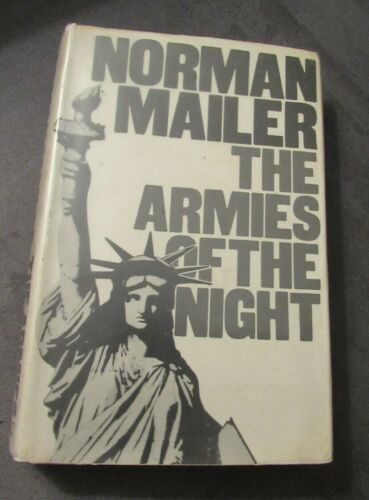 NORMAN
MAILER
THE
ARMIES
OF THE
NIGHT